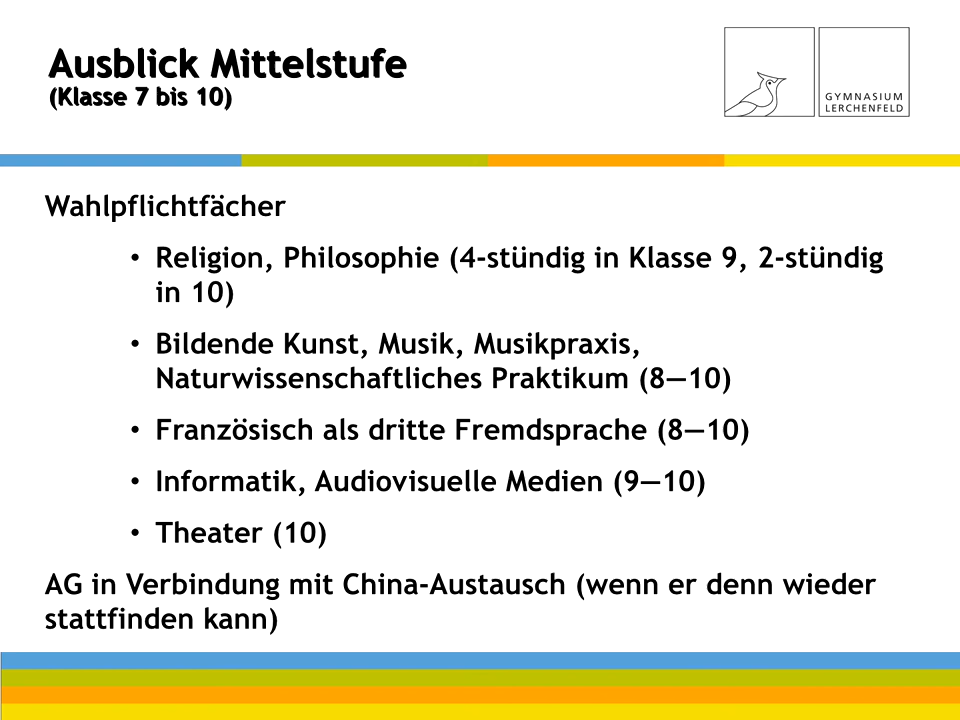 Ausblick Mittelstufe
(Klasse 7 bis 10)
GYMNASIUM
LERCHENFELD
Wahlpflichtfächer
• Religion, Philosophie (4-stündig in Klasse 9, 2-stündig
in 10)
• Bildende Kunst, Musik, Musikpraxis,
Naturwissenschaftliches Praktikum (8—10)
• Französisch als dritte Fremdsprache (8—10)
• Informatik, Audiovisuelle Medien (9—10)
• Theater (10)
AG in Verbindung mit China-Austausch (wenn er denn wieder
stattfinden kann)